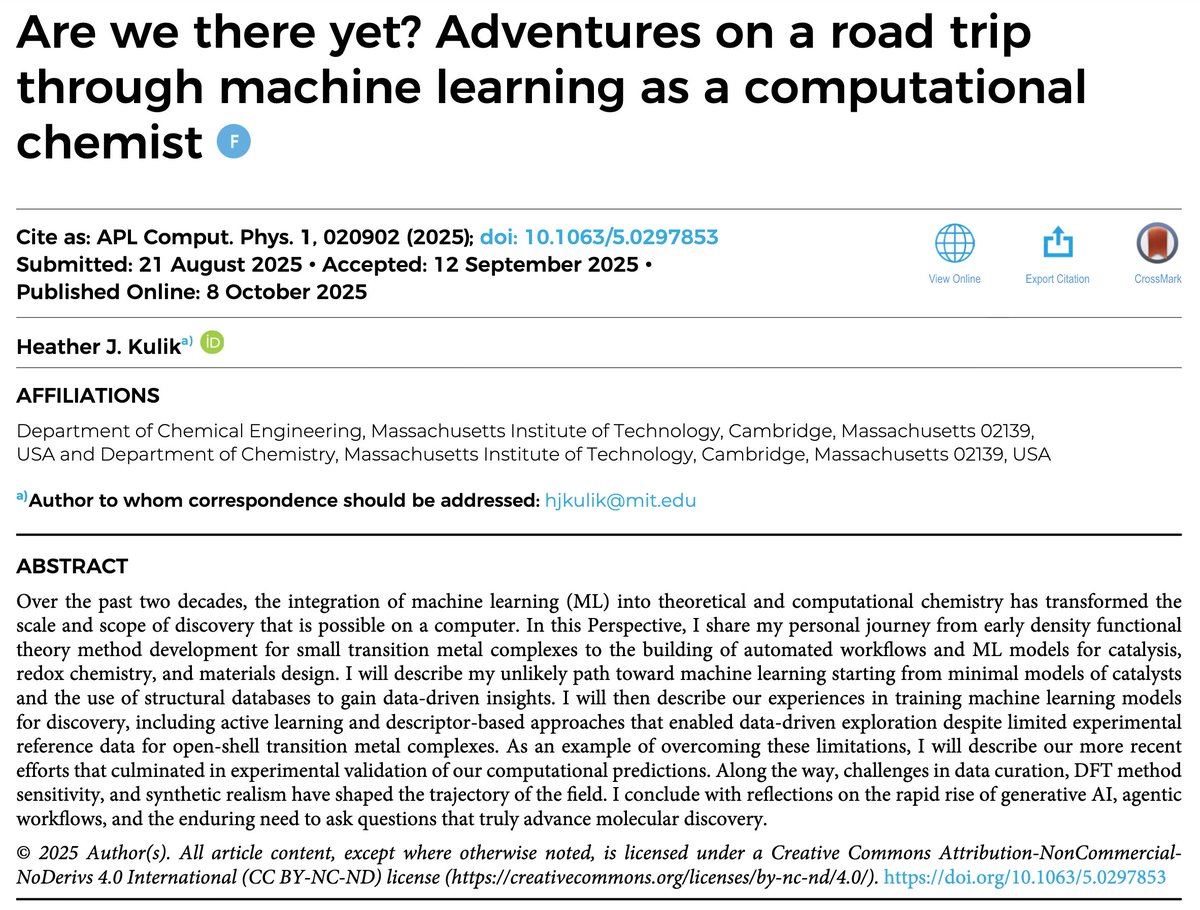 Are we there yet? Adventures on a road trip
through machine learning as a computational
chemist F
Cite as: APL Comput. Phys. 1, 020902 (2025); doi: 10.1063/5.0297853
Submitted: 21 August 2025 • Accepted: 12 September 2025 •
Published Online: 8 October 2025
View Online
Export Citation
CrossMark
Heather J. Kulik a) iD
AFFILIATIONS
Department of Chemical Engineering, Massachusetts Institute of Technology, Cambridge, Massachusetts 02139,
USA and Department of Chemistry, Massachusetts Institute of Technology, Cambridge, Massachusetts 02139, USA
a)Author to whom correspondence should be addressed: hjkulik@mit.edu
ABSTRACT
Over the past two decades, the integration of machine learning (ML) into theoretical and computational chemistry has transformed the
scale and scope of discovery that is possible on a computer. In this Perspective, I share my personal journey from early density functional
theory method development for small transition metal complexes to the building of automated workflows and ML models for catalysis,
redox chemistry, and materials design. I will describe my unlikely path toward machine learning starting from minimal models of catalysts
and the use of structural databases to gain data-driven insights. I will then describe our experiences in training machine learning models
for discovery, including active learning and descriptor-based approaches that enabled data-driven exploration despite limited experimental
reference data for open-shell transition metal complexes. As an example of overcoming these limitations, I will describe our more recent
efforts that culminated in experimental validation of our computational predictions. Along the way, challenges in data curation, DFT method
sensitivity, and synthetic realism have shaped the trajectory of the field. I conclude with reflections on the rapid rise of generative AI, agentic
workflows, and the enduring need to ask questions that truly advance molecular discovery.
© 2025 Author(s). All article content, except where otherwise noted, is licensed under a Creative Commons Attribution-NonCommercial-
NoDerivs 4.0 International (CC BY-NC-ND) license (https://creativecommons.org/licenses/by-nc-nd/4.0/). https://doi.org/10.1063/5.0297853